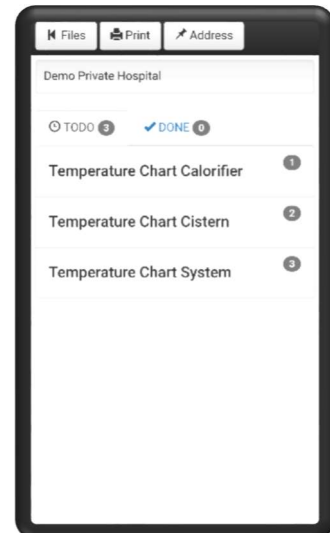 Files Print Address
Demo Private Hospital
TODO 3 DONE 0
Temperature Chart Calorifier 1
Temperature Chart Cistern 2
Temperature Chart System 3